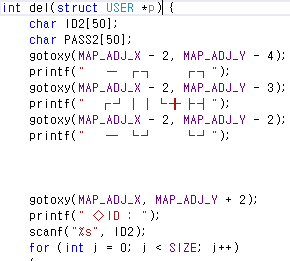 int del(struct USER *p) {
char ID2[50];
char PASS2[50];
gotoxy(MAP_ADJ_X - 2, MAP_ADJ_Y - 4);
printf("  ─ ┌┐   ┌┐ ");
gotoxy(MAP_ADJ_X - 2, MAP_ADJ_Y - 3);
printf("  ┌┘││└╂├┤ ");
gotoxy(MAP_ADJ_X - 2, MAP_ADJ_Y - 2);
printf("  ─ └┘   └┘ ");
gotoxy(MAP_ADJ_X, MAP_ADJ_Y + 2);
printf(" ◇ID : ");
scanf("%s", ID2);
for (int j = 0; j < SIZE; j++)